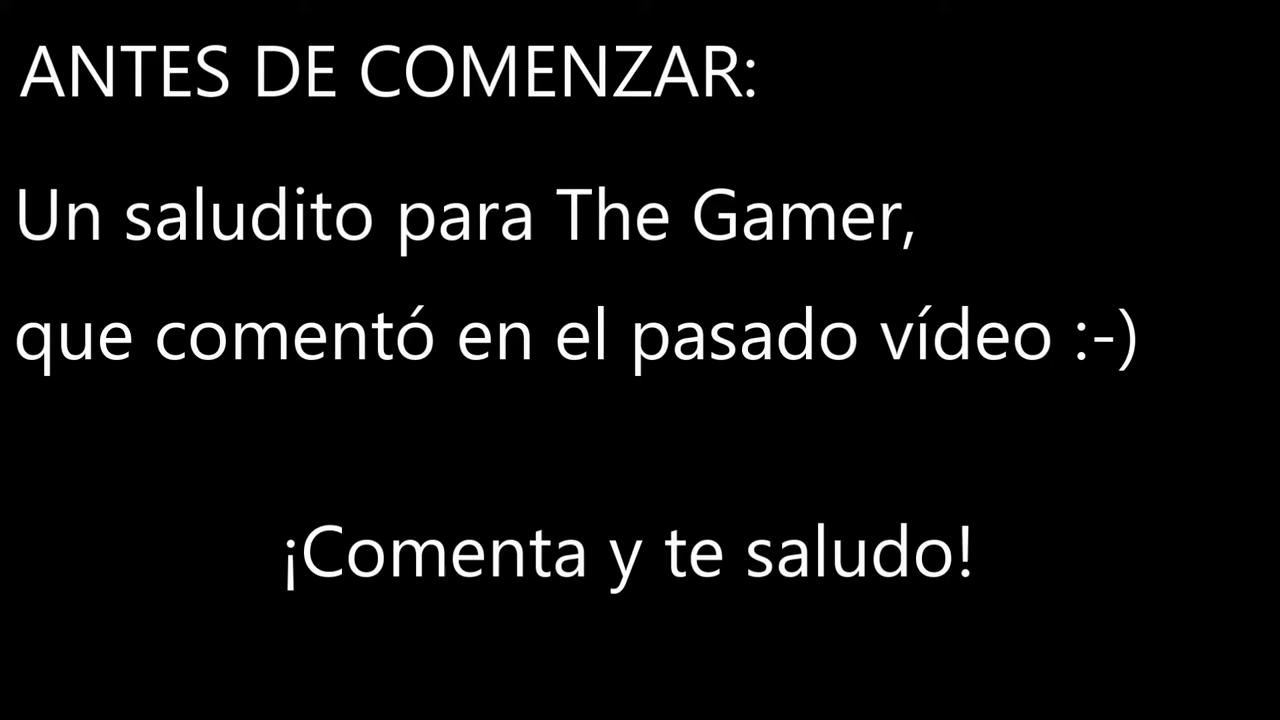 ANTES DE COMENZAR:
Un saludito para The Gamer,
que comentó en el pasado vídeo :-)
¡Comenta y te saludo!